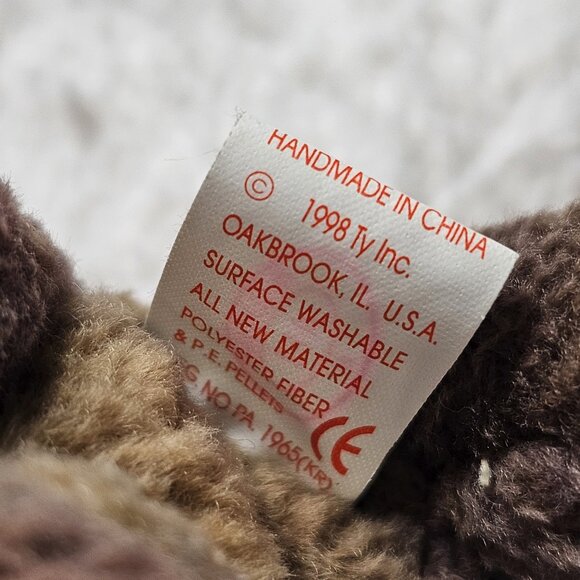 HANDMADE IN CHINA
© 1998 Ty Inc.
OAKBROOK, IL. U.S.A.
SURFACE WASHABLE
ALL NEW MATERIAL
POLYESTER FIBER
& P.E. PELLETS CE
G NO PA. 1965(KR)